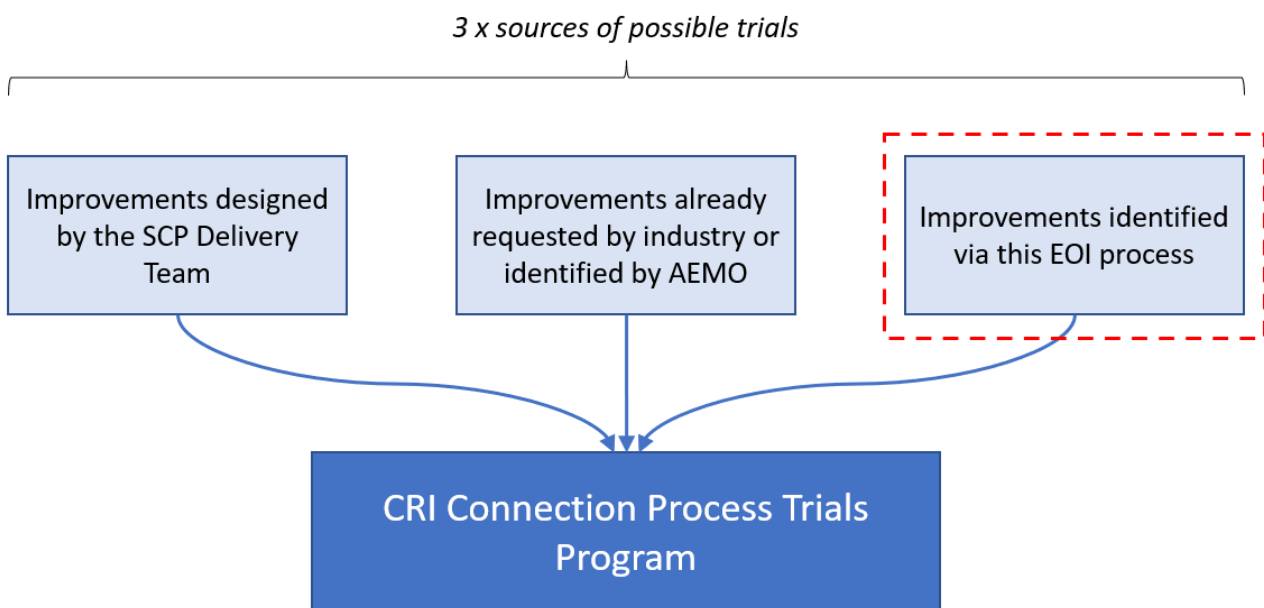 3 x sources of possible trials
Improvements designed
by the SCP Delivery
Team
Improvements already
requested by industry or
identified by AEMO
Improvements identified
via this EOI process
CRI Connection Process Trials
Program